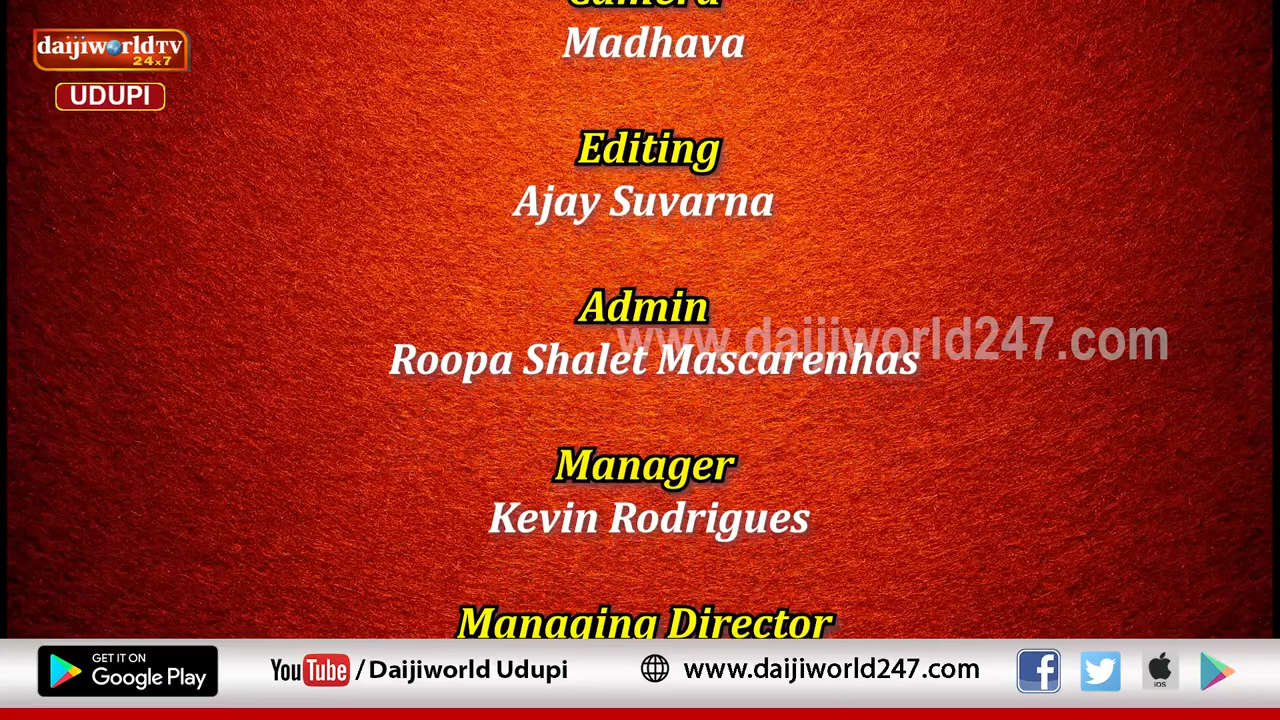 Camera
Madhava
daijiworldTV
24x7
UDUPI
Editing
Ajay Suvarna
Admin
www.daijiworld247.com
Roopa Shalet Mascarenhas
Manager
Kevin Rodrigues
Managing Director
GET IT ON
Google Play
YouTube /Daijiworld Udupi
www.daijiworld247.com
iOS